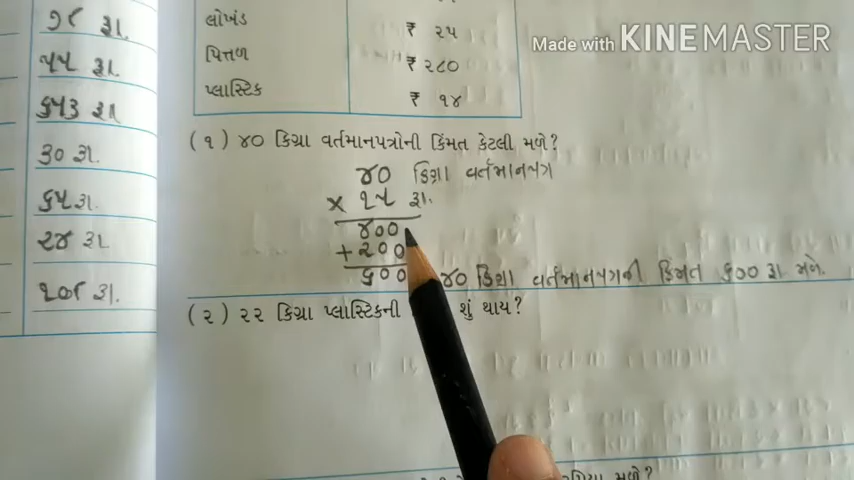 ૭૬ રૂા.
૫૫ રૂા.
૬૫૩ રૂા
૩૦ રૂા.
૬૫ રૂા.
૨૪ રૂા
૨૦૬ રૂા.
લોખંડ ₹ ૨૫
પિત્તળ ₹ ૨૮૦
પ્લાસ્ટિક ₹ ૧૪
Made with KINEMASTER
(૧) ૪૦ કિગ્રા વર્તમાનપત્રોની કિંમત કેટલી મળે?
૪૦ કિગ્રા વર્તમાનપત્ર
× ૧૫ રૂા.
૪૦૦
+૨૦૦
૬૦૦ ૪૦ કિગ્રા વર્તમાનપત્રની કિંમત ૬૦૦ રૂા મળે.
(૨) ૨૨ કિગ્રા પ્લાસ્ટિકની શું થાય?
મળે?